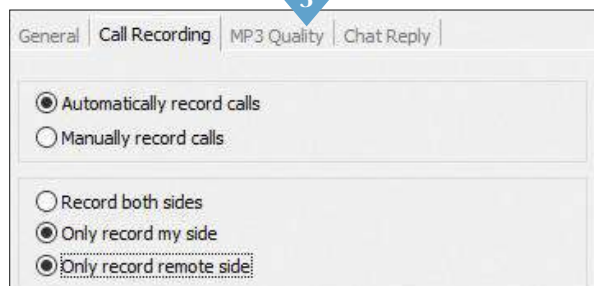 3
General Call Recording MP3 Quality Chat Reply
Automatically record calls
Manually record calls
Record both sides
Only record my side
Only record remote side